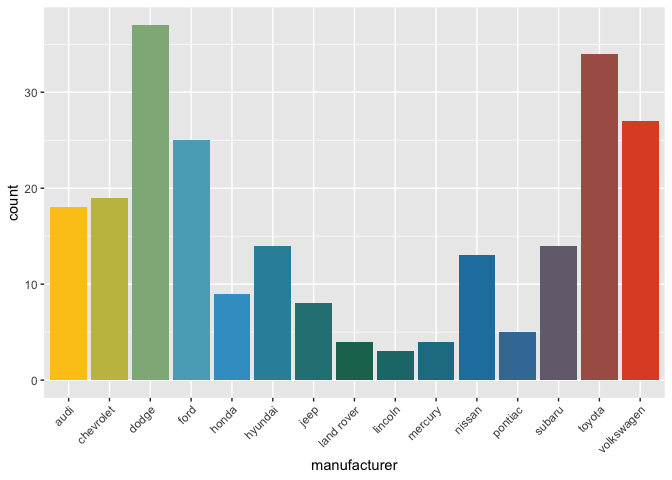 count
30
20
10
0
audi
chevrolet
dodge
ford
honda
hyundai
jeep
land rover
lincoln
mercury
nissan
pontiac
subaru
toyota
volkswagen
manufacturer